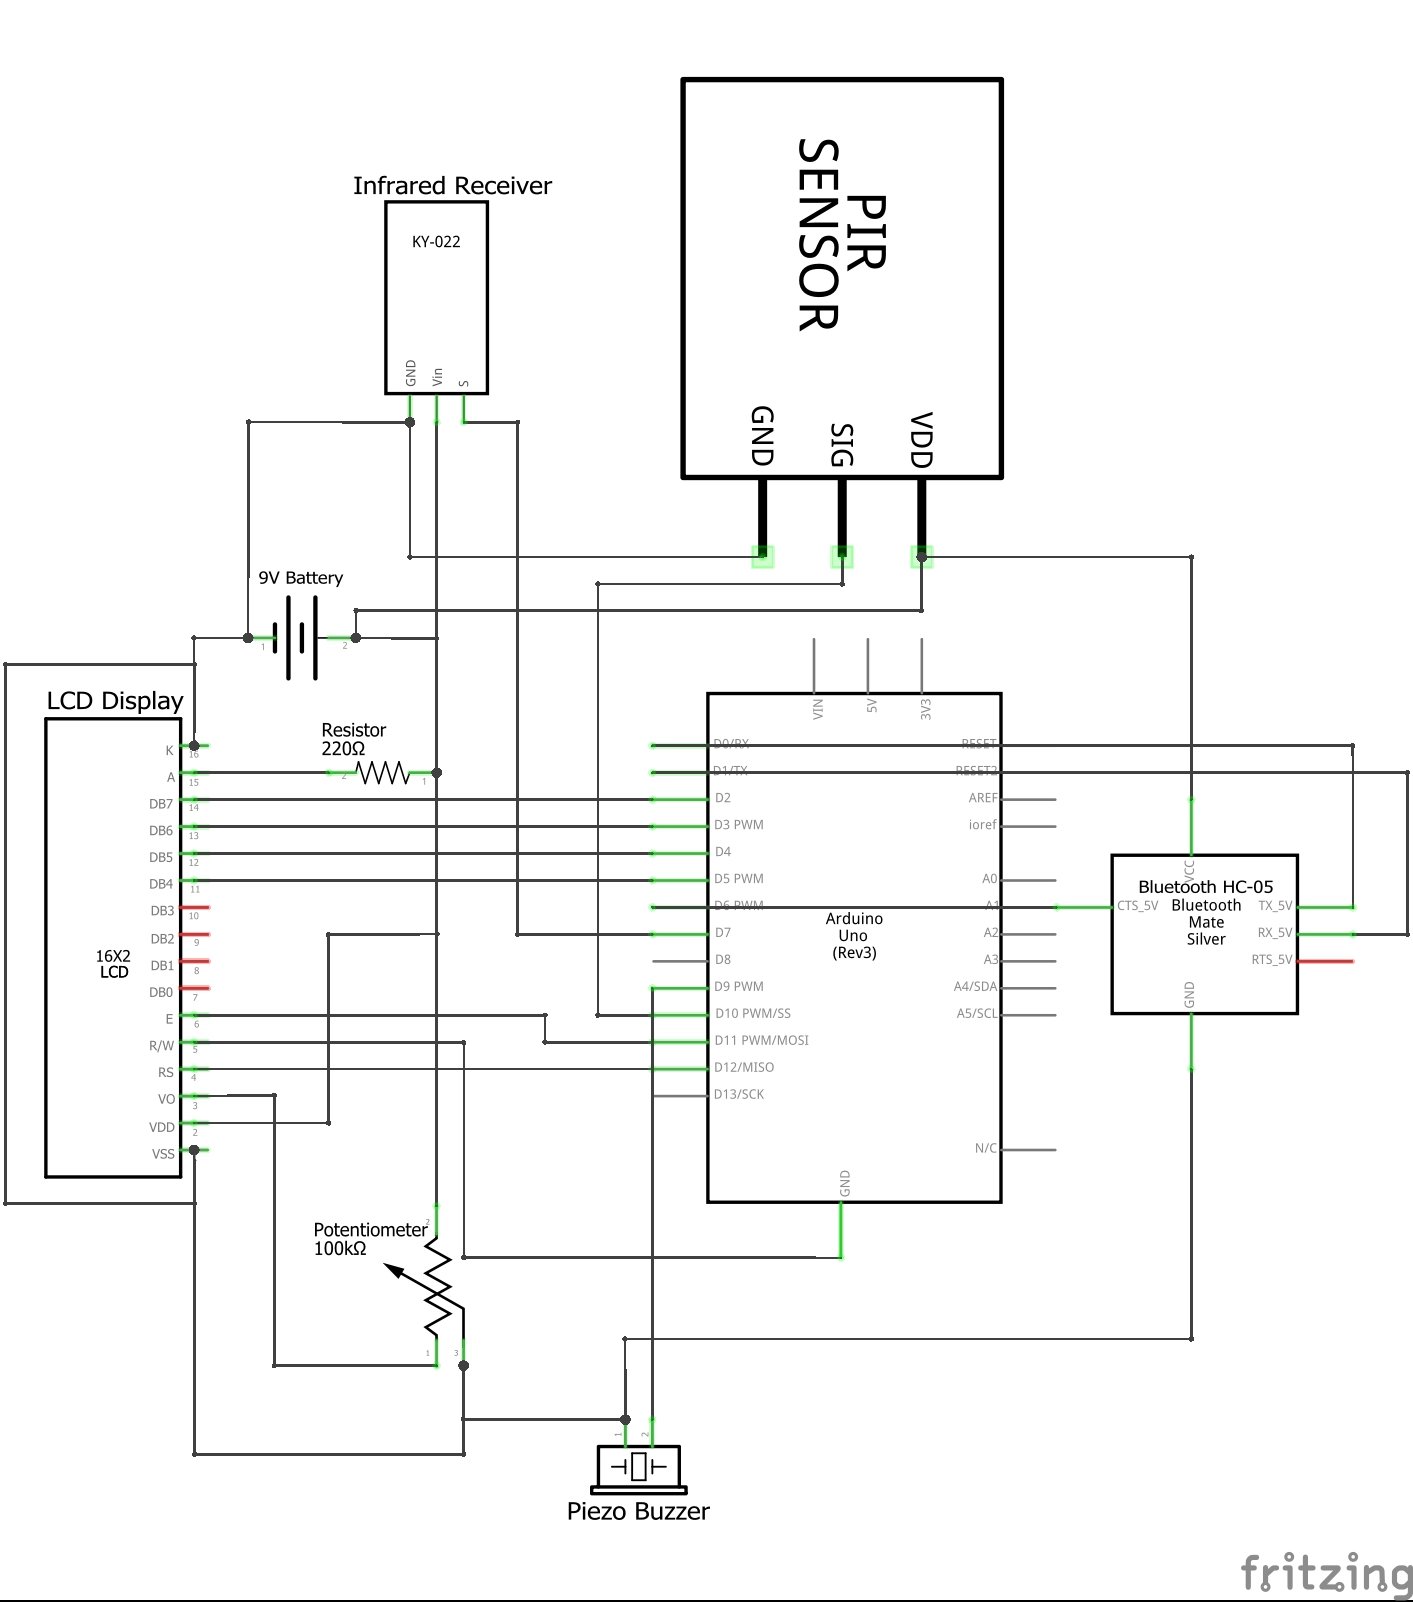 PIR
SENSOR
GND
SIG
VDD
Infrared Receiver
KY-022
GND
Vin
S
9V Battery
1
2
LCD Display
Resistor
220Ω
2
1
K
16
A
15
DB7
14
DB6
13
DB5
12
DB4
11
DB3
10
DB2
9
DB1
8
DB0
7
E
6
R/W
5
RS
4
VO
3
VDD
2
VSS
16X2
LCD
VIN
5V
3V3
D0/RX
D1/TX
D2
D3 PWM
D4
D5 PWM
D6 PWM
D7
D8
D9 PWM
D10 PWM/SS
D11 PWM/MOSI
D12/MISO
D13/SCK
RESET
RESET2
AREF
ioref
A0
A1
A2
A3
A4/SDA
A5/SCL
N/C
GND
Arduino
Uno
(Rev3)
VCC
Bluetooth HC-05
Bluetooth
Mate
Silver
CTS_5V
TX_5V
RX_5V
RTS_5V
GND
Potentiometer
100kΩ
2
1
3
1
2
Piezo Buzzer
fritzing